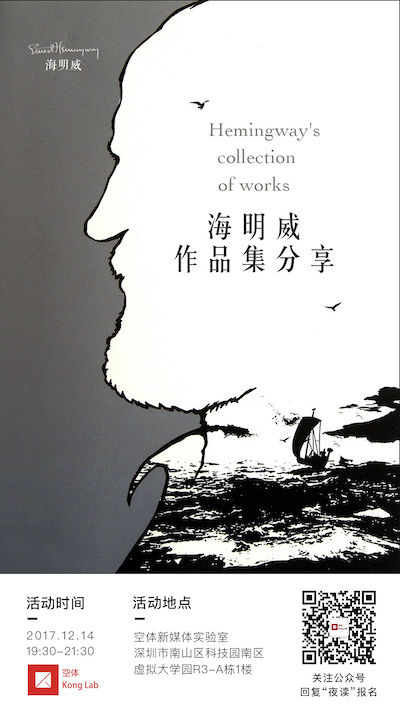 Ernest Hemingway
海明威
Hemingway's
collection
of works
海明威
作品集分享
活动时间
2017.12.14
19:30-21:30
空体
Kong Lab
活动地点
空体新媒体实验室
深圳市南山区科技园南区
虚拟大学园R3-A栋1楼
关注公众号
回复“夜读”报名